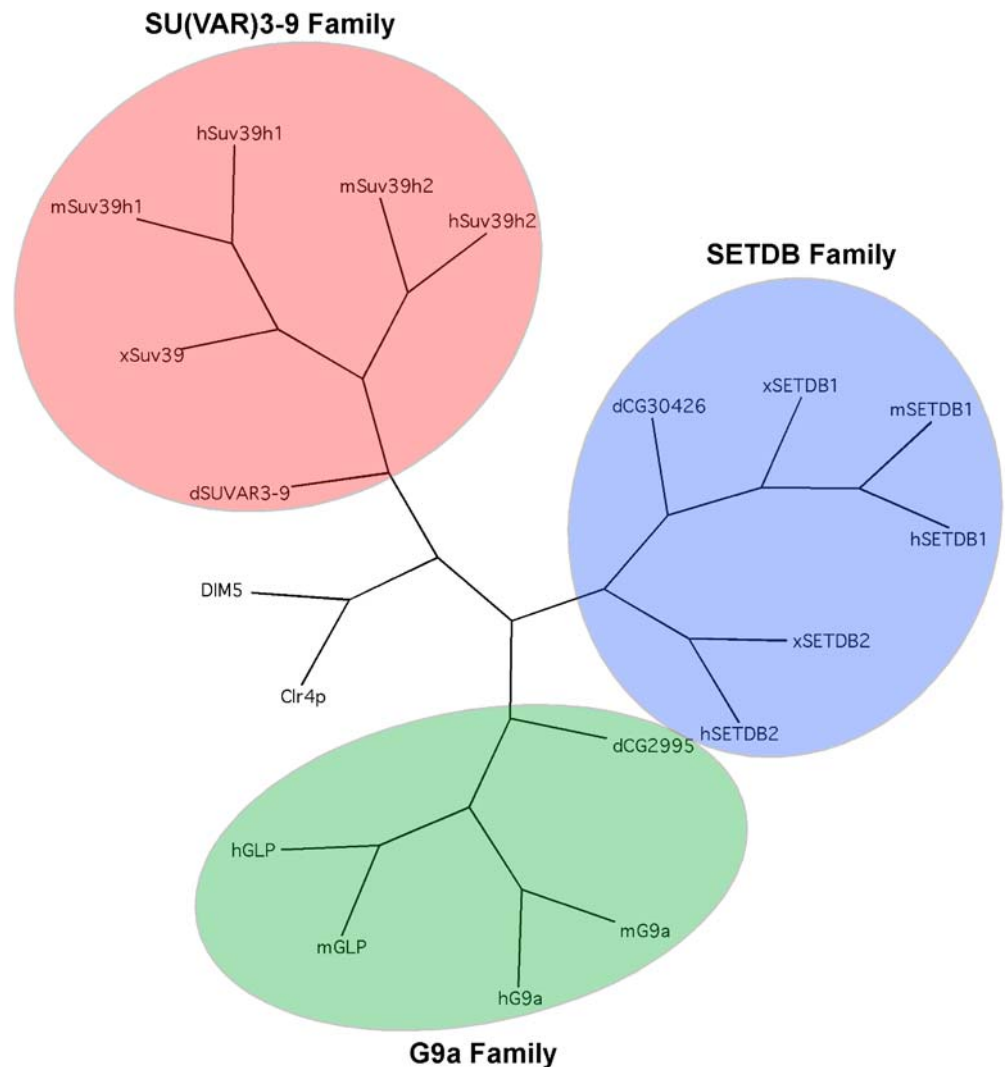 SU(VAR)3-9 Family
hSuv39h1
mSuv39h2
mSuv39h1
hSuv39h2
SETDB Family
xSuv39
xSETDB1
dCG30426
mSETDB1
dSUVAR3-9
hSETDB1
DIM5
xSETDB2
Clr4p
hSETDB2
dCG2995
hGLP
mG9a
mGLP
hG9a
G9a Family